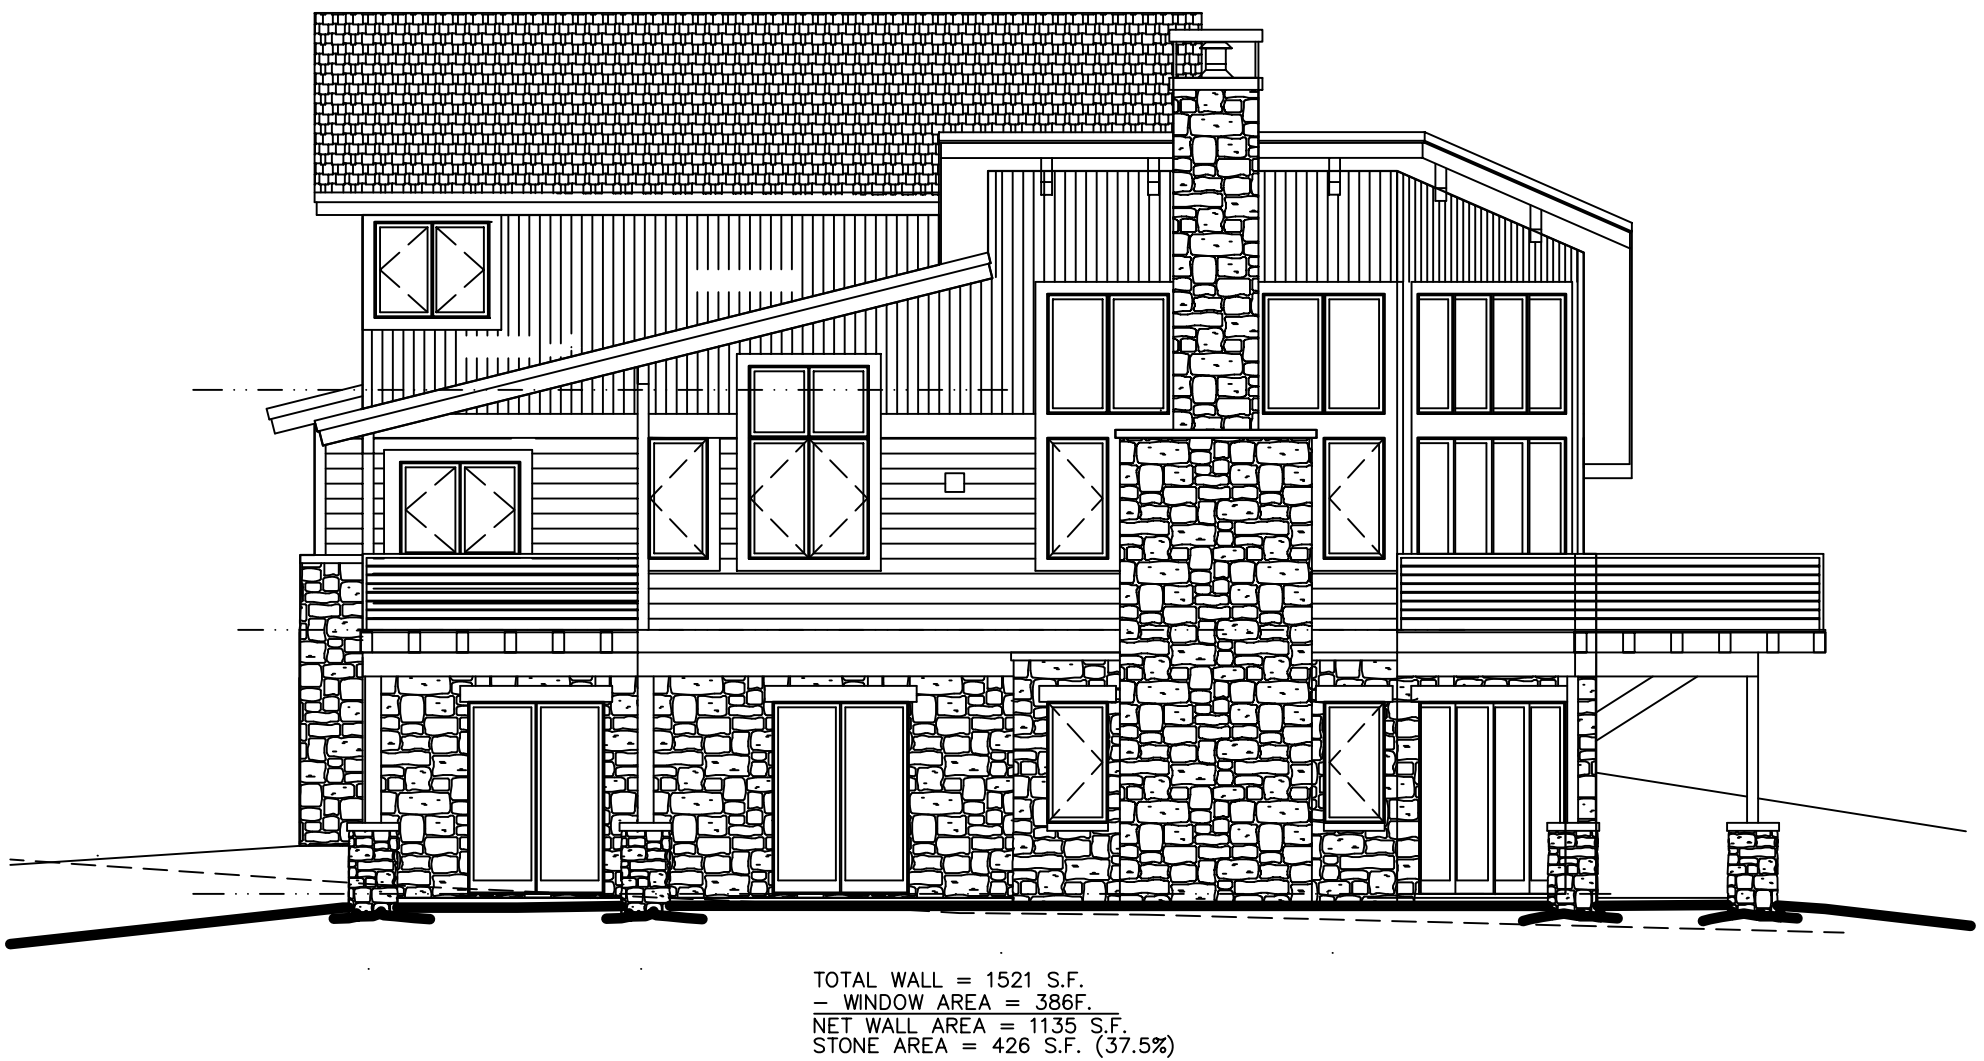 TOTAL WALL = 1521 S.F.
– WINDOW AREA = 386F.
NET WALL AREA = 1135 S.F.
STONE AREA = 426 S.F. (37.5%)